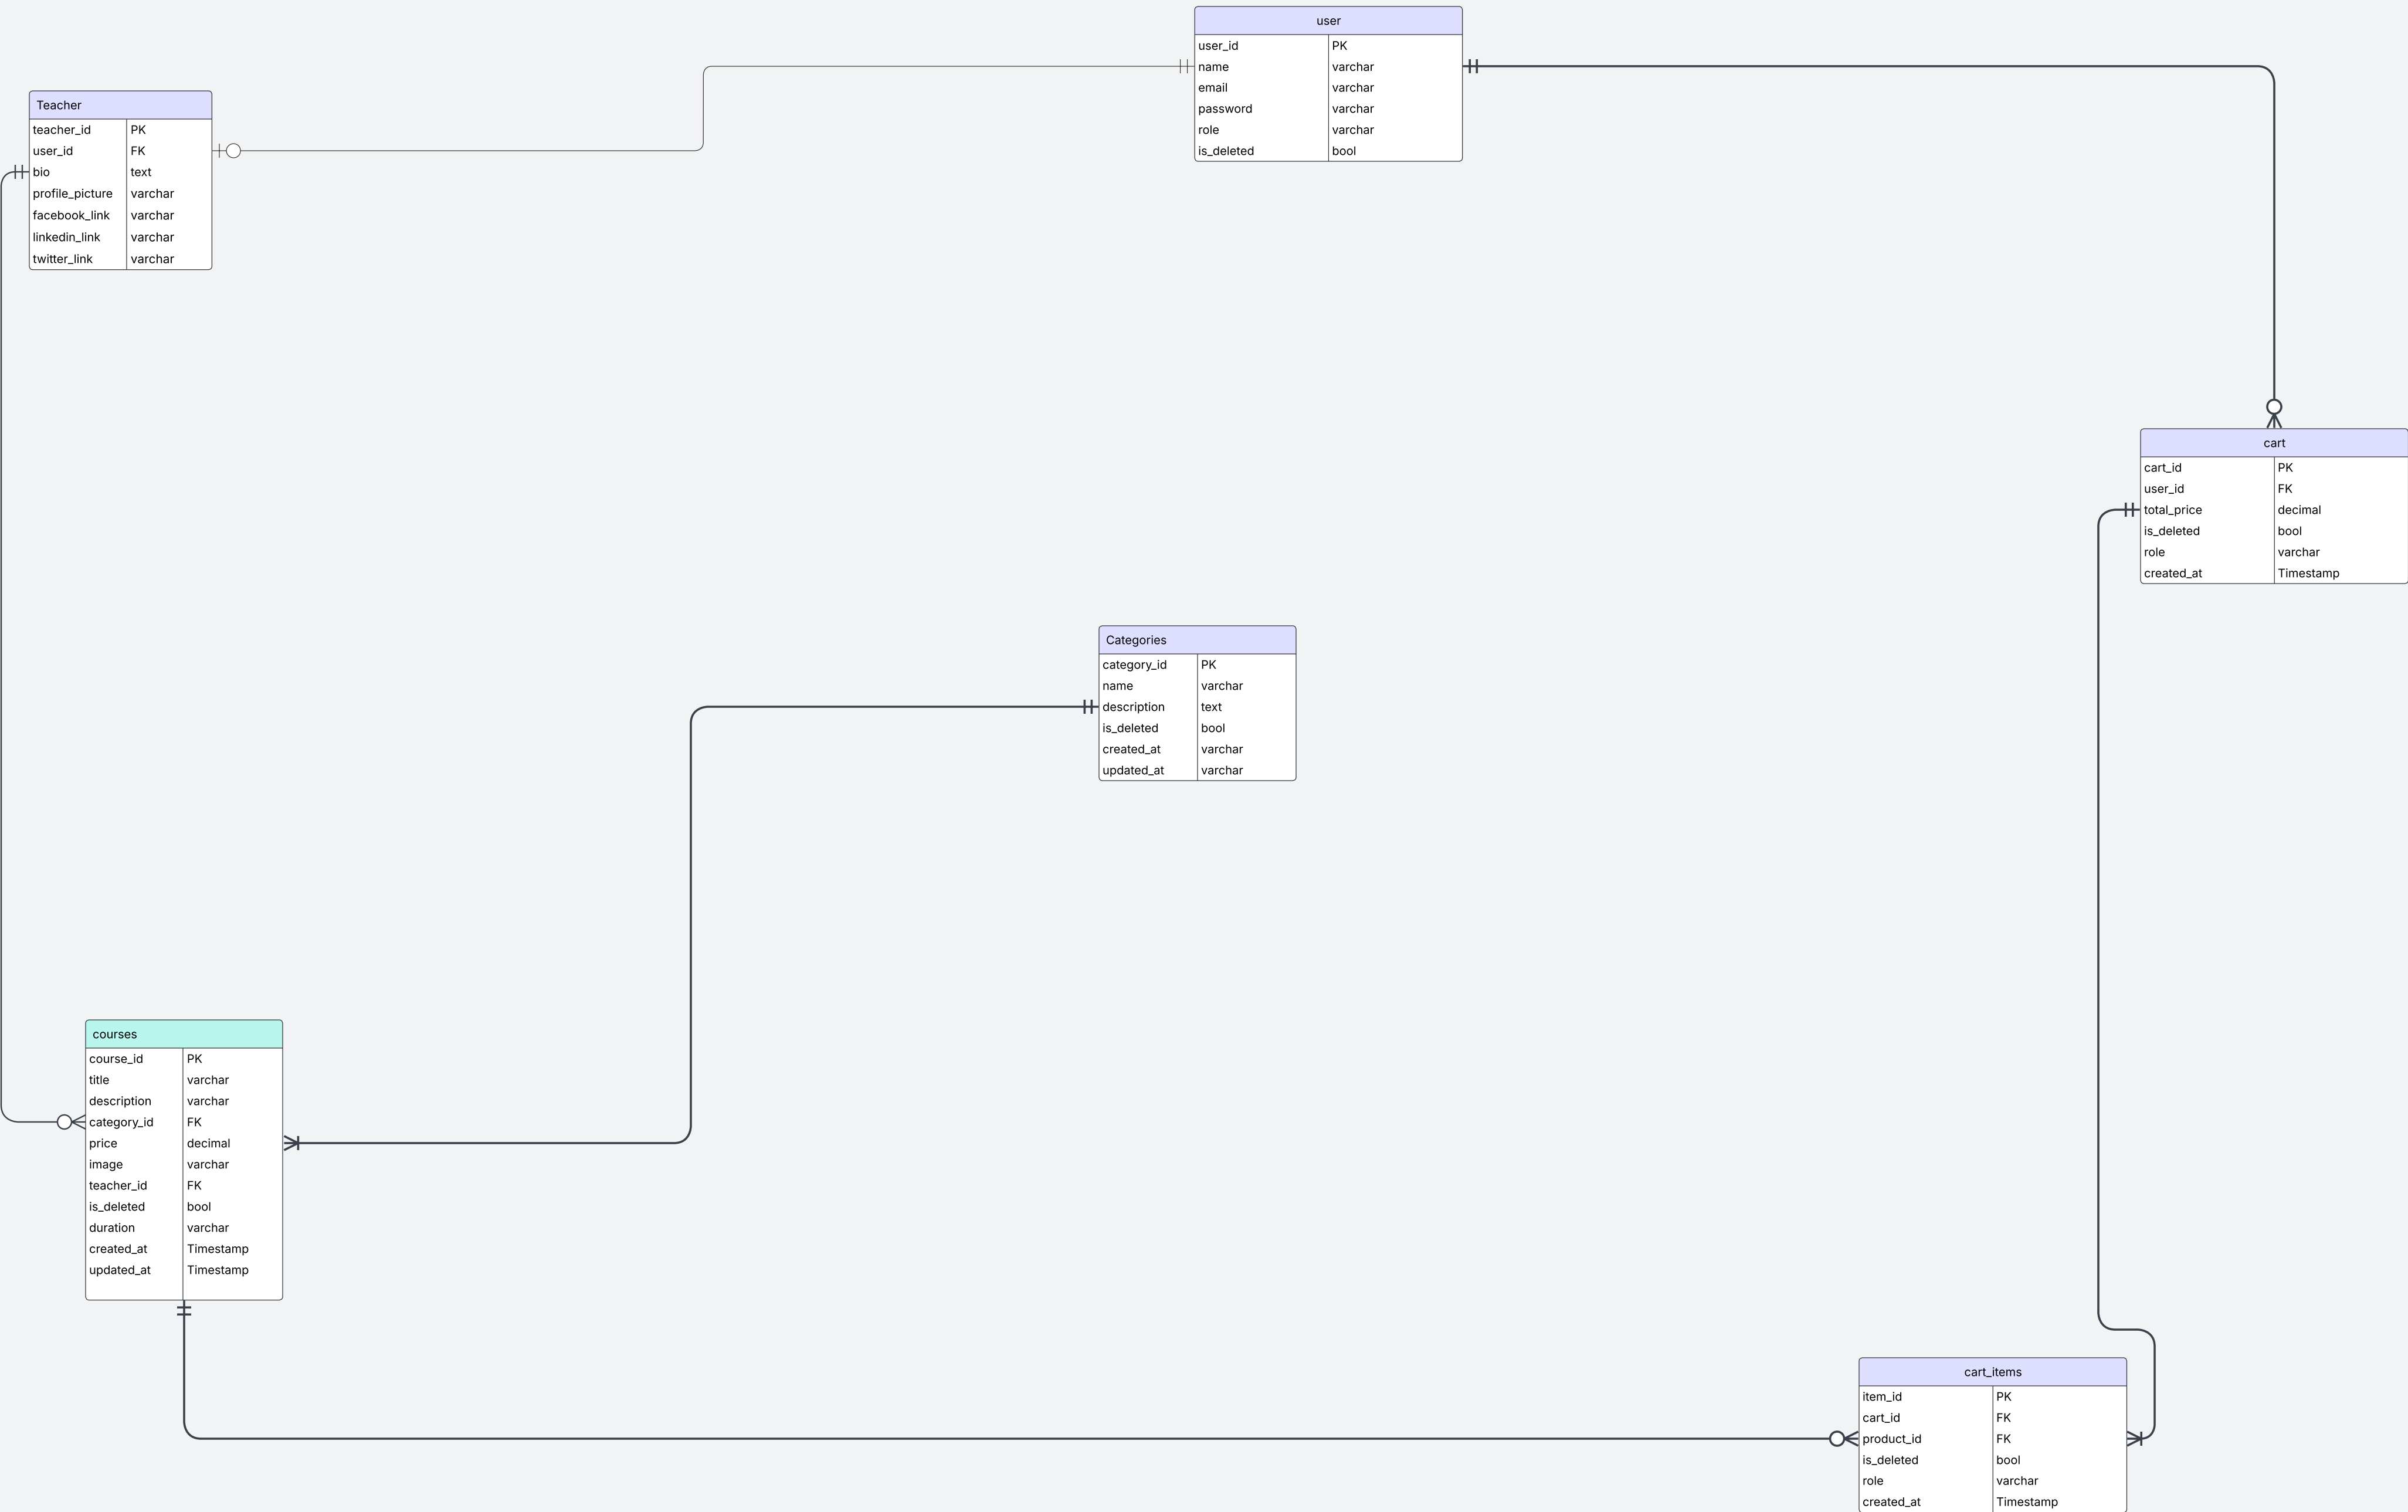 user
user_id PK
name varchar
email varchar
password varchar
role varchar
is_deleted bool
Teacher
teacher_id PK
user_id FK
bio text
profile_picture varchar
facebook_link varchar
linkedin_link varchar
twitter_link varchar
cart
cart_id PK
user_id FK
total_price decimal
is_deleted bool
role varchar
created_at Timestamp
Categories
category_id PK
name varchar
description text
is_deleted bool
created_at varchar
updated_at varchar
courses
course_id PK
title varchar
description varchar
category_id FK
price decimal
image varchar
teacher_id FK
is_deleted bool
duration varchar
created_at Timestamp
updated_at Timestamp
cart_items
item_id PK
cart_id FK
product_id FK
is_deleted bool
role varchar
created_at Timestamp